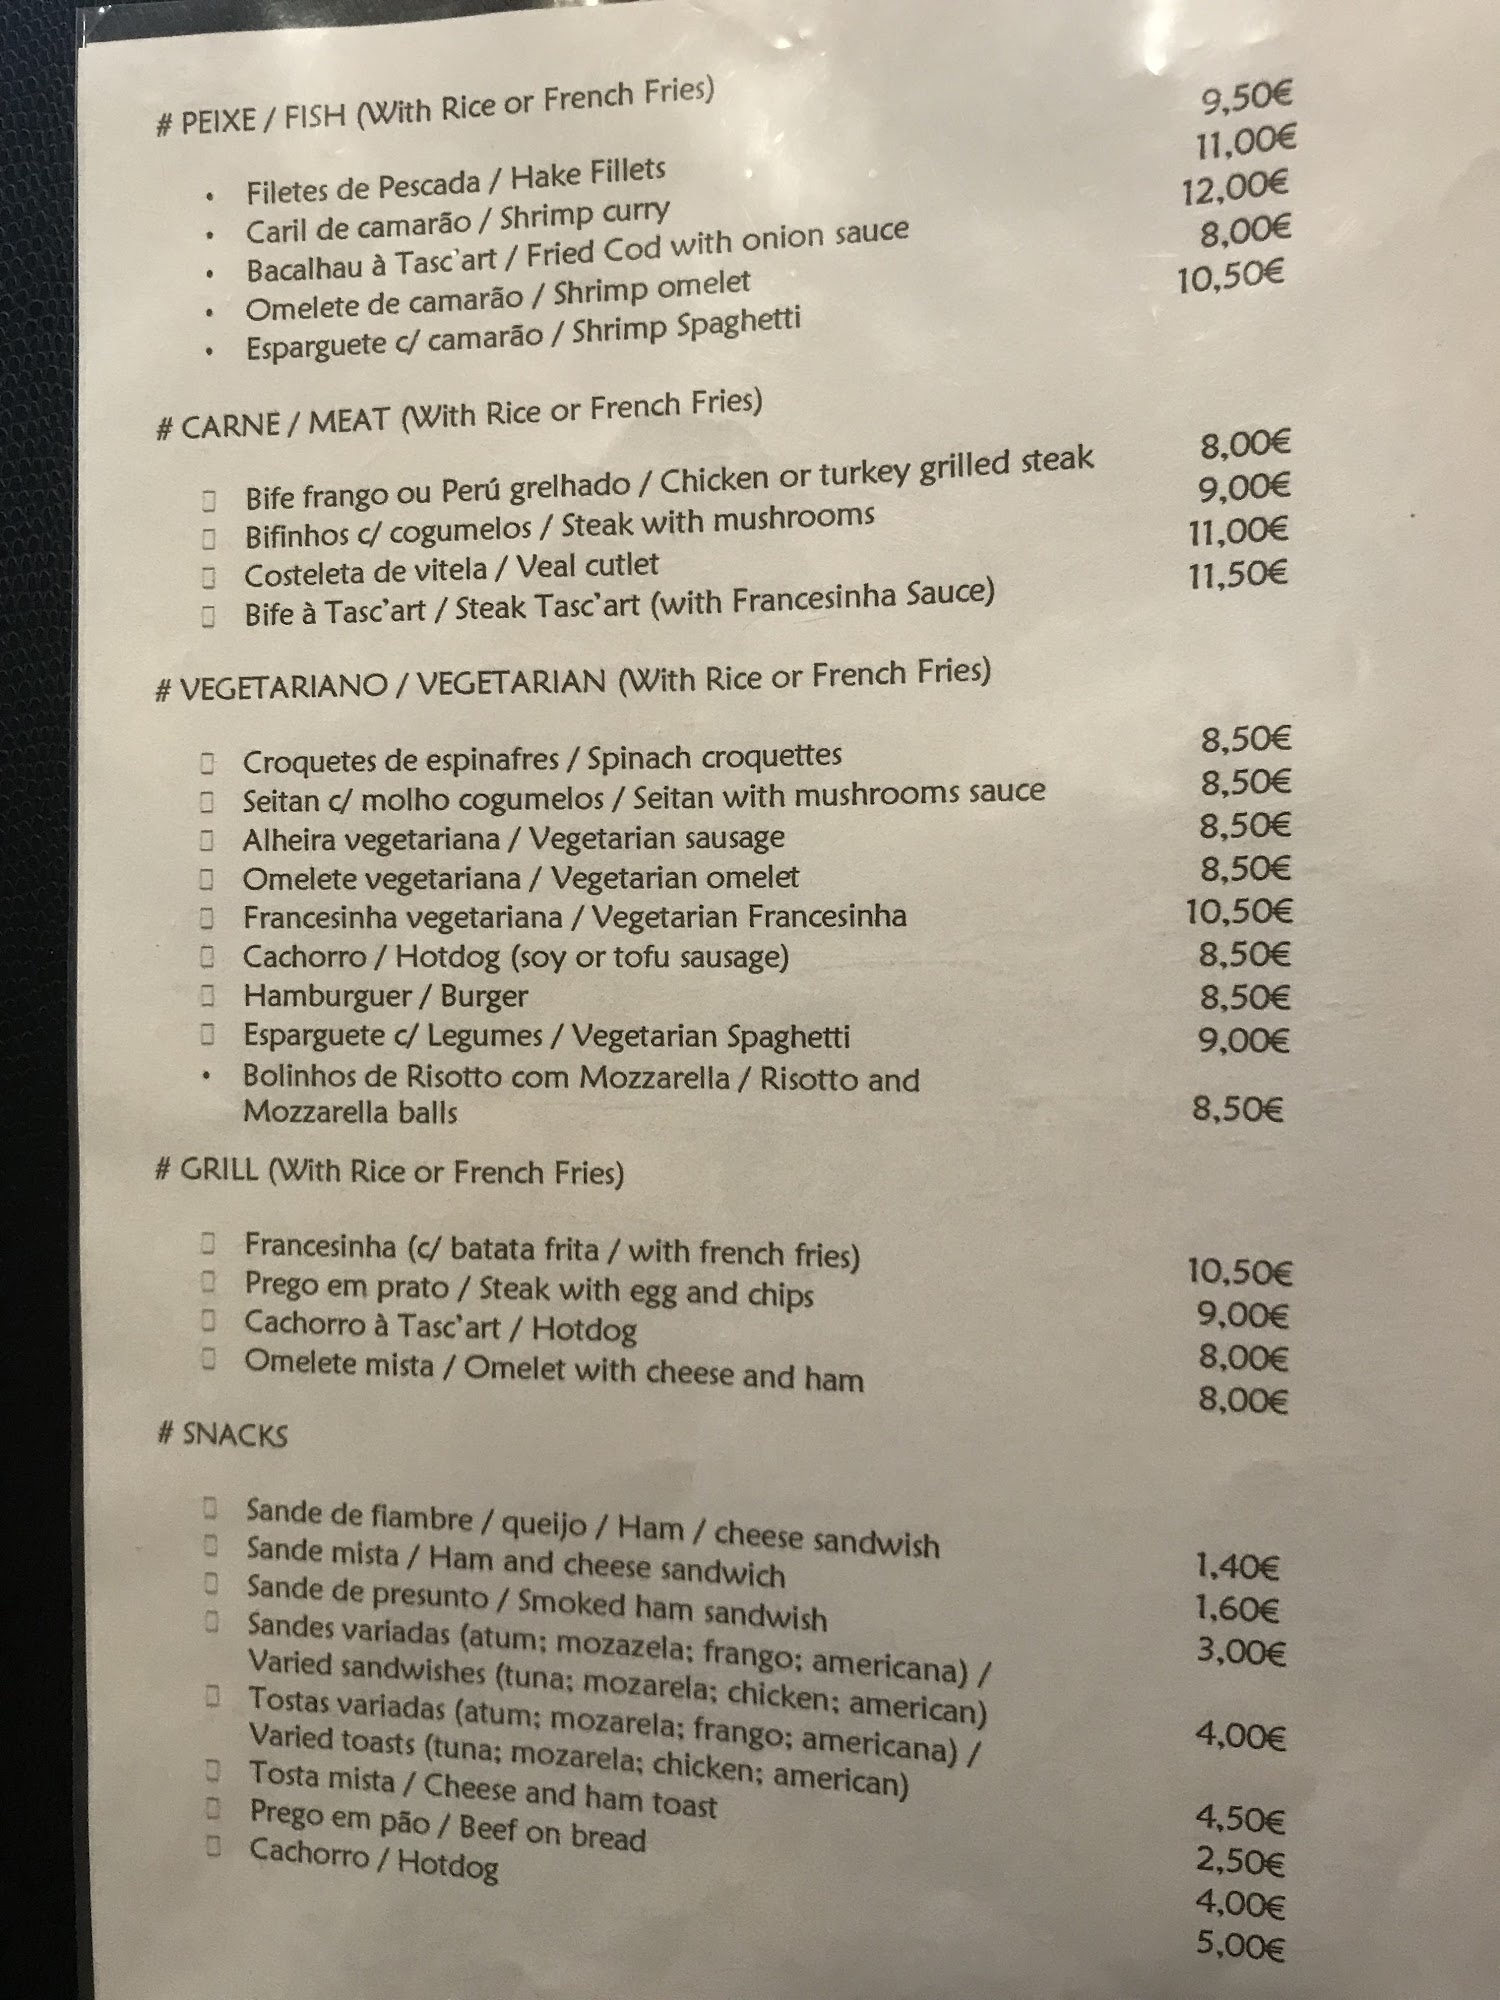 # PEIXE / FISH (With Rice or French Fries)
• Filetes de Pescada / Hake Fillets 9,50€
• Caril de camarão / Shrimp curry 11,00€
• Bacalhau à Tasc'art / Fried Cod with onion sauce 12,00€
• Omelete de camarão / Shrimp omelet 8,00€
• Esparguete c/ camarão / Shrimp Spaghetti 10,50€
# CARNE / MEAT (With Rice or French Fries)
Bife frango ou Perú grelhado / Chicken or turkey grilled steak 8,00€
Bifinhos c/ cogumelos / Steak with mushrooms 9,00€
Costeleta de vitela / Veal cutlet 11,00€
Bife à Tasc'art / Steak Tasc'art (with Francesinha Sauce) 11,50€
# VEGETARIANO / VEGETARIAN (With Rice or French Fries)
Croquetes de espinafres / Spinach croquettes 8,50€
Seitan c/ molho cogumelos / Seitan with mushrooms sauce 8,50€
Alheira vegetariana / Vegetarian sausage 8,50€
Omelete vegetariana / Vegetarian omelet 8,50€
Francesinha vegetariana / Vegetarian Francesinha 10,50€
Cachorro / Hotdog (soy or tofu sausage) 8,50€
Hamburguer / Burger 8,50€
Esparguete c/ Legumes / Vegetarian Spaghetti 9,00€
• Bolinhos de Risotto com Mozzarella / Risotto and
Mozzarella balls 8,50€
# GRILL (With Rice or French Fries)
Francesinha (c/ batata frita / with french fries) 10,50€
Prego em prato / Steak with egg and chips 9,00€
Cachorro à Tasc'art / Hotdog 8,00€
Omelete mista / Omelet with cheese and ham 8,00€
# SNACKS
Sande de fiambre / queijo / Ham / cheese sandwish 1,40€
Sande mista / Ham and cheese sandwich 1,60€
Sande de presunto / Smoked ham sandwish 3,00€
Sandes variadas (atum; mozazela; frango; americana) /
Varied sandwishes (tuna; mozarela; chicken; american) 4,00€
Tostas variadas (atum; mozarela; frango; americana) /
Varied toasts (tuna; mozarela; chicken; american) 4,50€
Tosta mista / Cheese and ham toast 2,50€
Prego em pão / Beef on bread 4,00€
Cachorro / Hotdog 5,00€